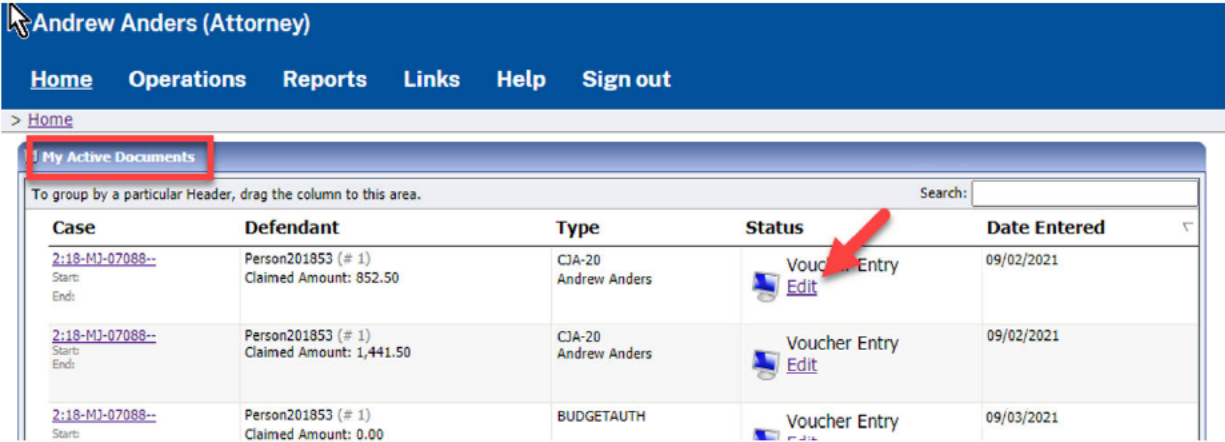 Andrew Anders (Attorney)
Home Operations Reports Links Help Sign out
> Home
My Active Documents
To group by a particular Header, drag the column to this area. Search:
Case Defendant Type Status Date Entered
2:18-MJ-07088-- Person201853 (# 1) CJA-20 Voucher Entry 09/02/2021
Start: Claimed Amount: 852.50 Andrew Anders Edit
End:
2:18-MJ-07088-- Person201853 (# 1) CJA-20 Voucher Entry 09/02/2021
Start: Claimed Amount: 1,441.50 Andrew Anders Edit
End:
2:18-MJ-07088-- Person201853 (# 1) BUDGETAUTH Voucher Entry 09/03/2021
Start: Claimed Amount: 0.00 Edit